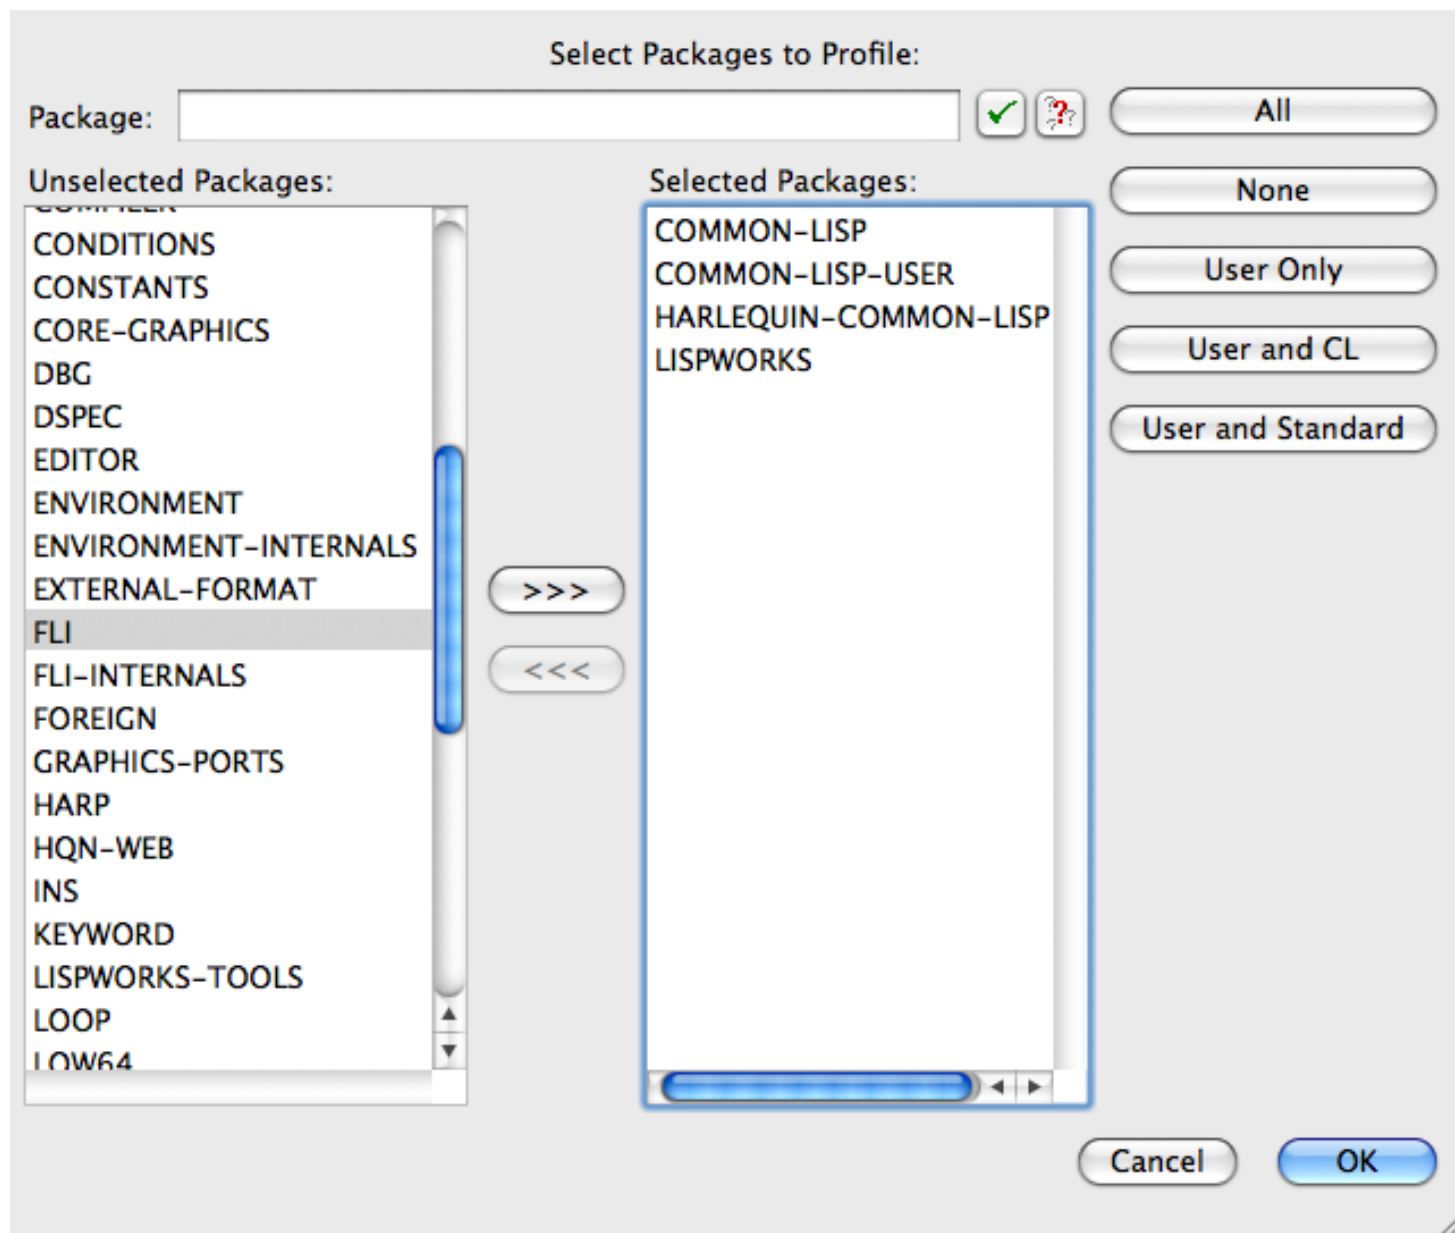 Select Packages to Profile:
Package:
All
Unselected Packages:
Selected Packages:
None
User Only
User and CL
User and Standard
COMPILER
CONDITIONS
CONSTANTS
CORE-GRAPHICS
DBG
DSPEC
EDITOR
ENVIRONMENT
ENVIRONMENT-INTERNALS
EXTERNAL-FORMAT
FLI
FLI-INTERNALS
FOREIGN
GRAPHICS-PORTS
HARP
HQN-WEB
INS
KEYWORD
LISPWORKS-TOOLS
LOOP
LOW64
>>>
<<<
COMMON-LISP
COMMON-LISP-USER
HARLEQUIN-COMMON-LISP
LISPWORKS
Cancel
OK